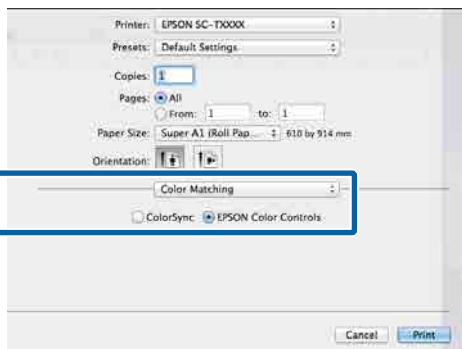 Printer: EPSON SC-TXXXX
Presets: Default Settings
Copies: 1
Pages: All
From: 1 to: 1
Paper Size: Super A1 (Roll Pap... 610 by 914 mm
Orientation:
Color Matching
ColorSync EPSON Color Controls
Cancel Print